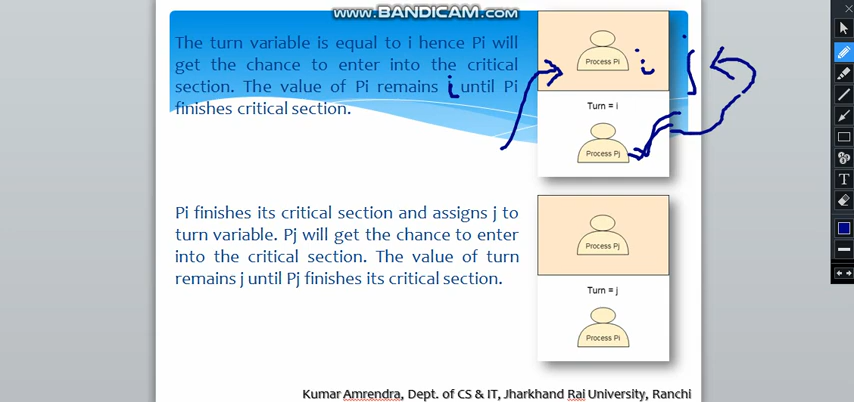 www.BANDICAM.com
The turn variable is equal to i hence Pi will
get the chance to enter into the critical
section. The value of Pi remains i until Pi
finishes critical section.
Process Pi
i
j
Turn = i
Process Pj
Pi finishes its critical section and assigns j to
turn variable. Pj will get the chance to enter
into the critical section. The value of turn
remains j until Pj finishes its critical section.
Process Pj
Turn = j
Process Pi
Kumar Amrendra, Dept. of CS & IT, Jharkhand Rai University, Ranchi
T